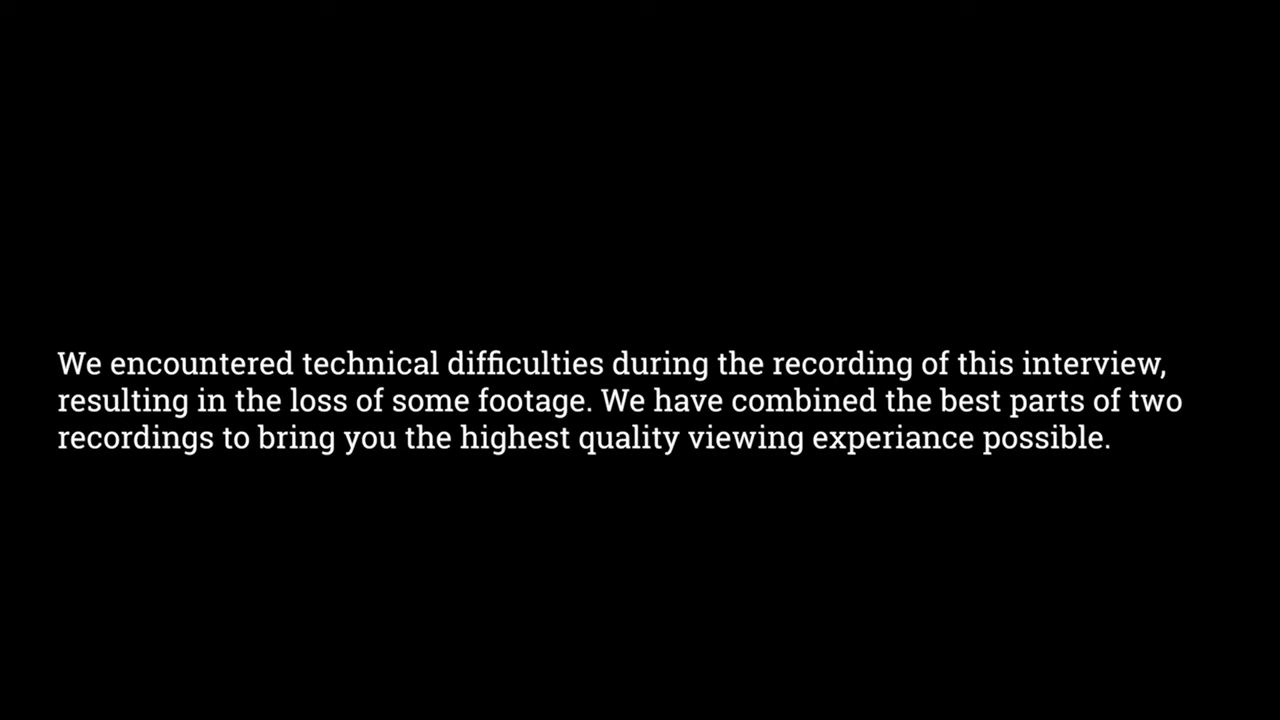 We encountered technical difficulties during the recording of this interview,
resulting in the loss of some footage. We have combined the best parts of two
recordings to bring you the highest quality viewing experiance possible.